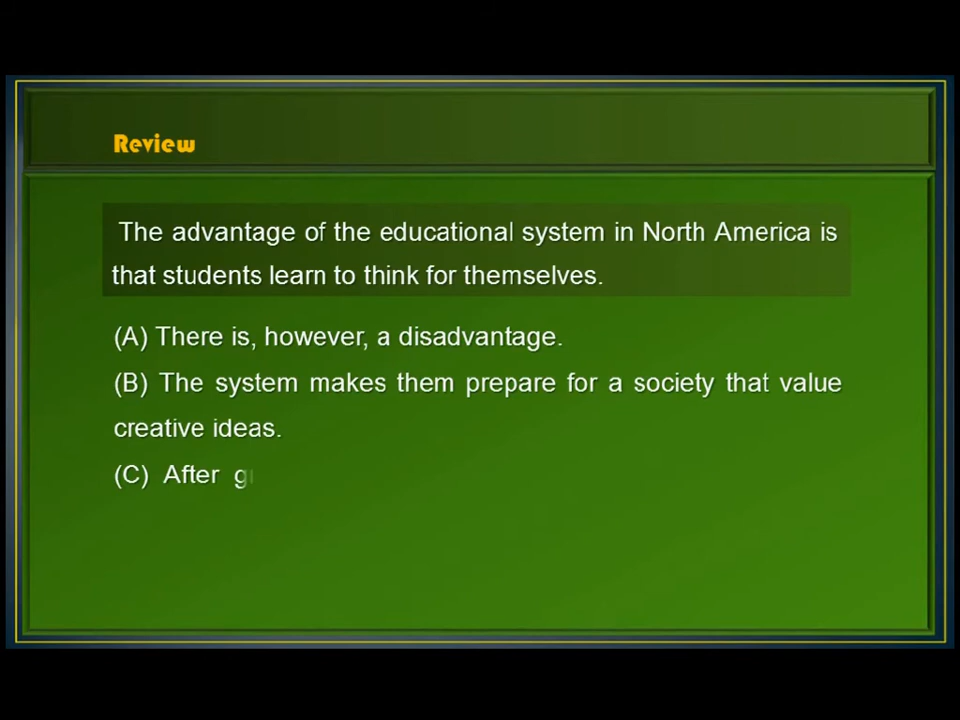 Review
The advantage of the educational system in North America is
that students learn to think for themselves.
(A) There is, however, a disadvantage.
(B) The system makes them prepare for a society that value
creative ideas.
(C) After